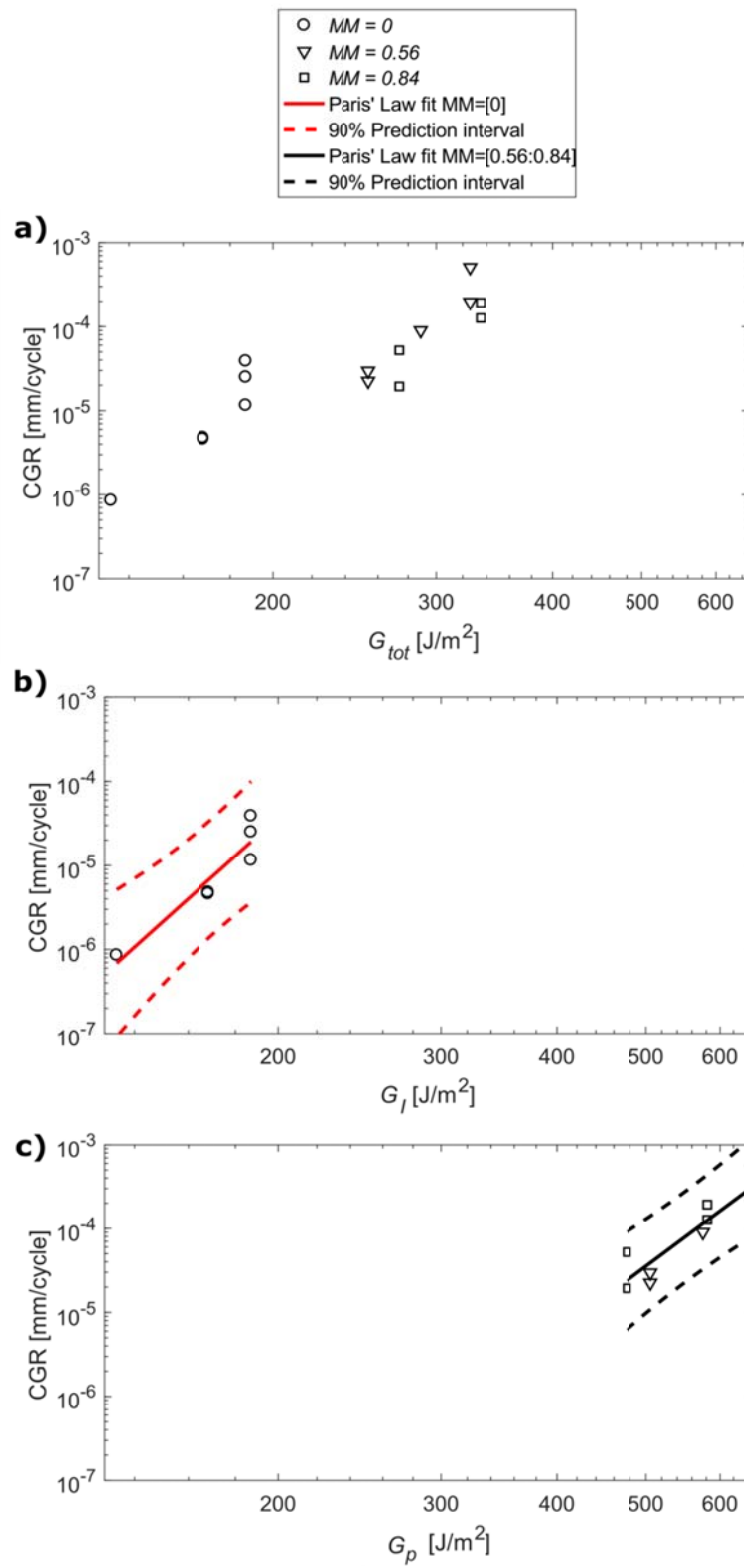 MM = 0
MM = 0.56
MM = 0.84
Paris' Law fit MM=[0]
90% Prediction interval
Paris' Law fit MM=[0.56:0.84]
90% Prediction interval
a)
10^-3
10^-4
10^-5
10^-6
10^-7
CGR [mm/cycle]
200 300 400 500 600
G_tot [J/m^2]
b)
10^-3
10^-4
10^-5
10^-6
10^-7
CGR [mm/cycle]
200 300 400 500 600
G_I [J/m^2]
c)
10^-3
10^-4
10^-5
10^-6
10^-7
CGR [mm/cycle]
200 300 400 500 600
G_p [J/m^2]